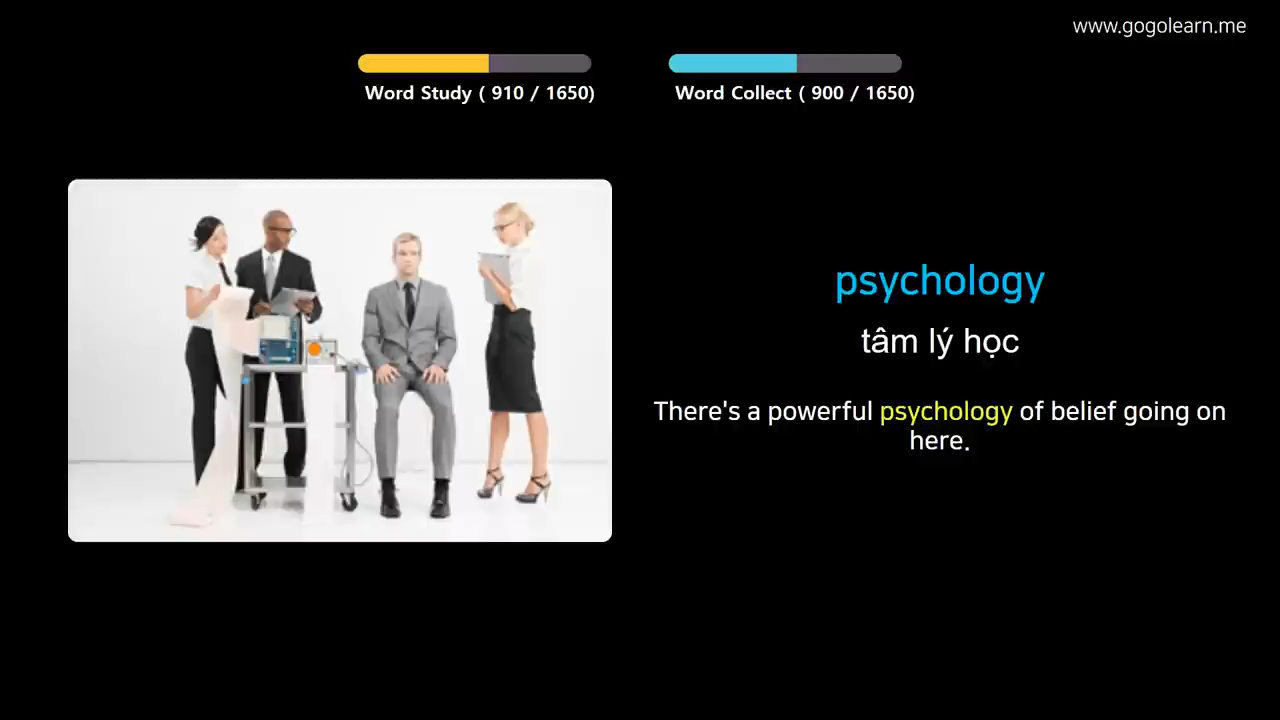 www.gogolearn.me
Word Study ( 910 / 1650)
Word Collect ( 900 / 1650)
psychology
tâm lý học
There's a powerful psychology of belief going on
here.